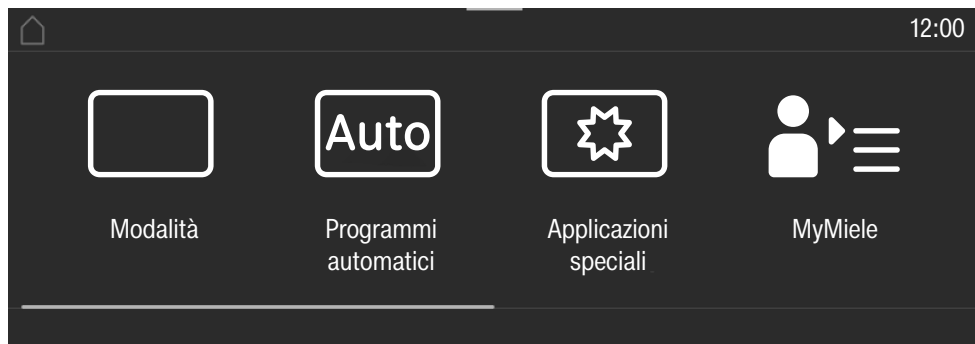 12:00
Auto
Modalità
Programmi
automatici
Applicazioni
speciali
MyMiele